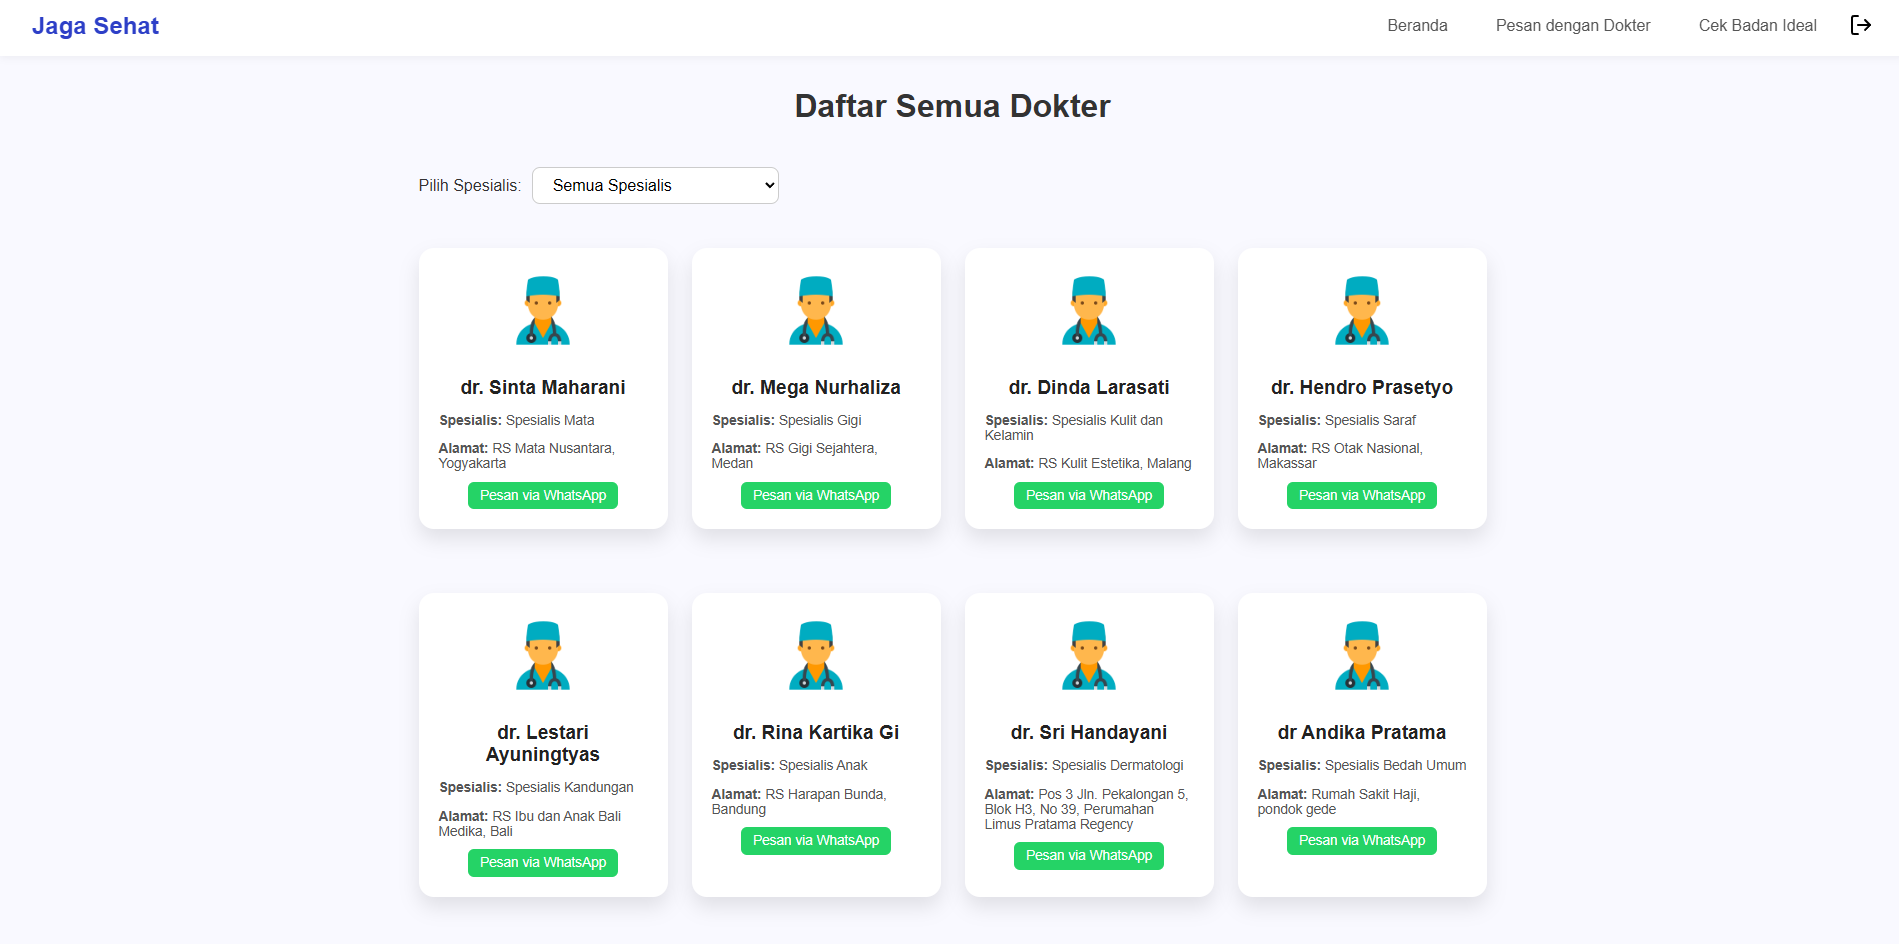 Jaga Sehat
Beranda
Pesan dengan Dokter
Cek Badan Ideal
Daftar Semua Dokter
Pilih Spesialis:
Semua Spesialis
dr. Sinta Maharani
Spesialis: Spesialis Mata
Alamat: RS Mata Nusantara,
Yogyakarta
Pesan via WhatsApp
dr. Mega Nurhaliza
Spesialis: Spesialis Gigi
Alamat: RS Gigi Sejahtera,
Medan
Pesan via WhatsApp
dr. Dinda Larasati
Spesialis: Spesialis Kulit dan
Kelamin
Alamat: RS Kulit Estetika, Malang
Pesan via WhatsApp
dr. Hendro Prasetyo
Spesialis: Spesialis Saraf
Alamat: RS Otak Nasional,
Makassar
Pesan via WhatsApp
dr. Lestari
Ayuningtyas
Spesialis: Spesialis Kandungan
Alamat: RS Ibu dan Anak Bali
Medika, Bali
Pesan via WhatsApp
dr. Rina Kartika Gi
Spesialis: Spesialis Anak
Alamat: RS Harapan Bunda,
Bandung
Pesan via WhatsApp
dr. Sri Handayani
Spesialis: Spesialis Dermatologi
Alamat: Pos 3 Jln. Pekalongan 5,
Blok H3, No 39, Perumahan
Limus Pratama Regency
Pesan via WhatsApp
dr Andika Pratama
Spesialis: Spesialis Bedah Umum
Alamat: Rumah Sakit Haji,
pondok gede
Pesan via WhatsApp